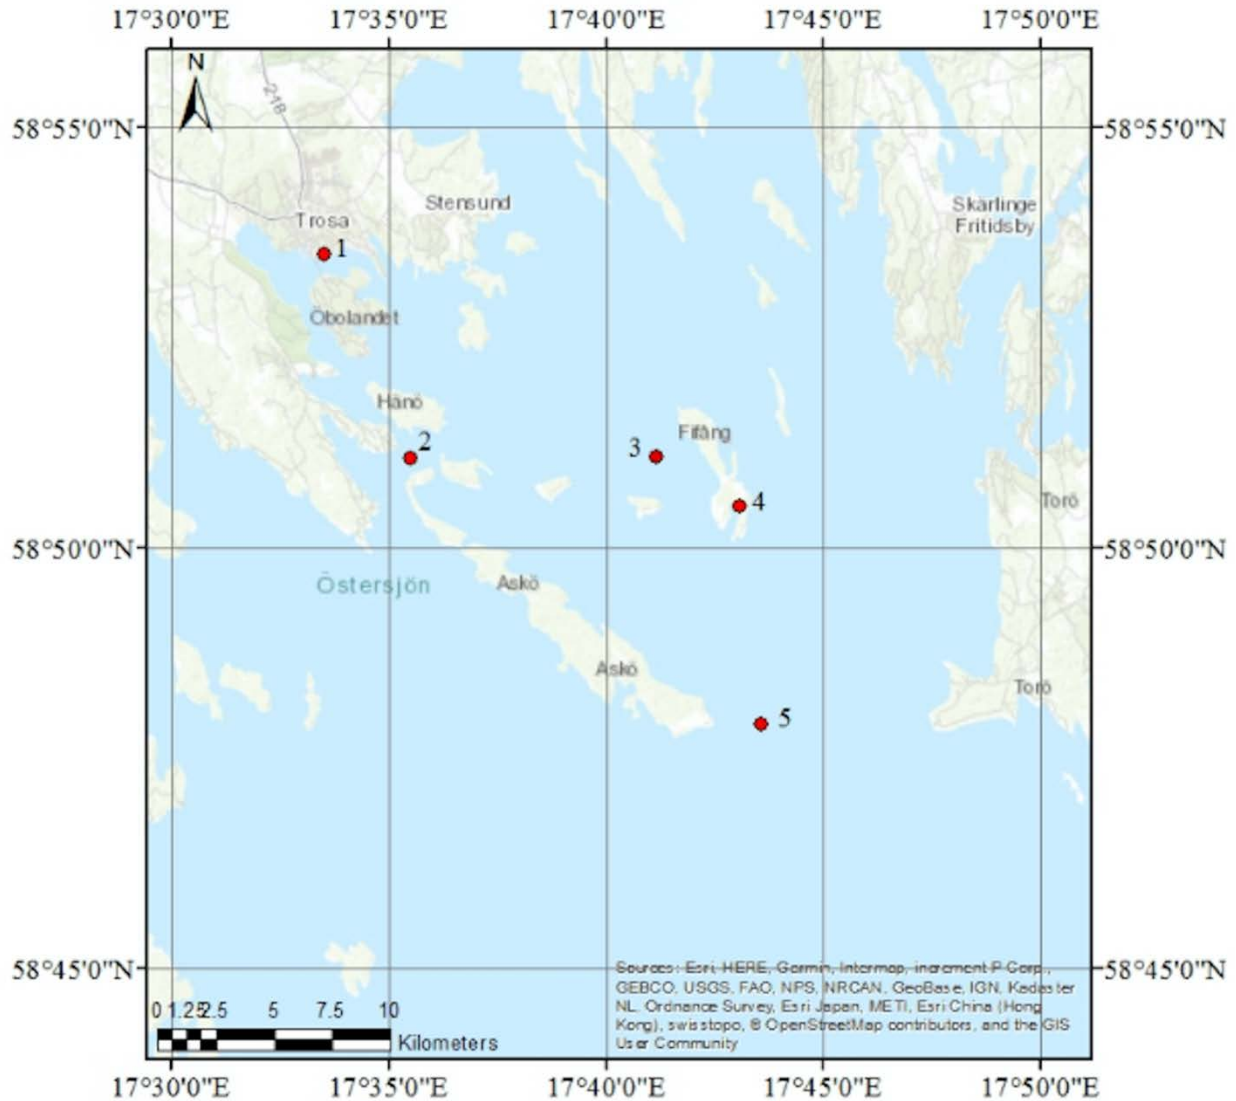 17°30'0"E 17°35'0"E 17°40'0"E 17°45'0"E 17°50'0"E
N
218
58°55'0"N 58°55'0"N
Stensund
Skärlinge
Fritidsby
Trosa
1
Öbolandet
Hånö
Fifång
2
3
4
Torö
58°50'0"N 58°50'0"N
Östersjön
Askö
Askö
Torö
5
58°45'0"N 58°45'0"N
Sources: Esri, HERE, Garmin, Intermap, increment P Corp.,
GEBCO, USGS, FAO, NPS, NRCAN, GeoBase, IGN, Kadaster
NL, Ordnance Survey, Esri Japan, METI, Esri China (Hong
Kong), swisstopo, © OpenStreetMap contributors, and the GIS
User Community
0 1.25 2.5 5 7.5 10
Kilometers
17°30'0"E 17°35'0"E 17°40'0"E 17°45'0"E 17°50'0"E